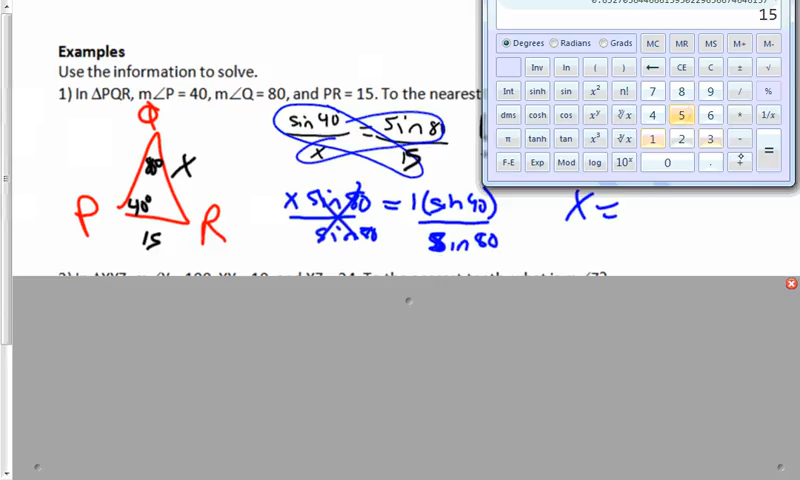 Examples
Use the information to solve.
1) In ΔPQR, m∠P = 40, m∠Q = 80, and PR = 15. To the nearest
Q
80°
X
40°
P
R
15
sin 40 = sin 80
x 15
x sin 80 = 1(sin 40)
sin 80 sin 80
X =
15
Degrees Radians Grads MC MR MS M+ M-
Inv ln ( ) ← CE C ± √
Int sinh sin x² n! 7 8 9 / %
dms cosh cos xʸ ʸ√x 4 5 6 * 1/x
π tanh tan x³ ³√x 1 2 3 - =
F-E Exp Mod log 10ˣ 0 . +